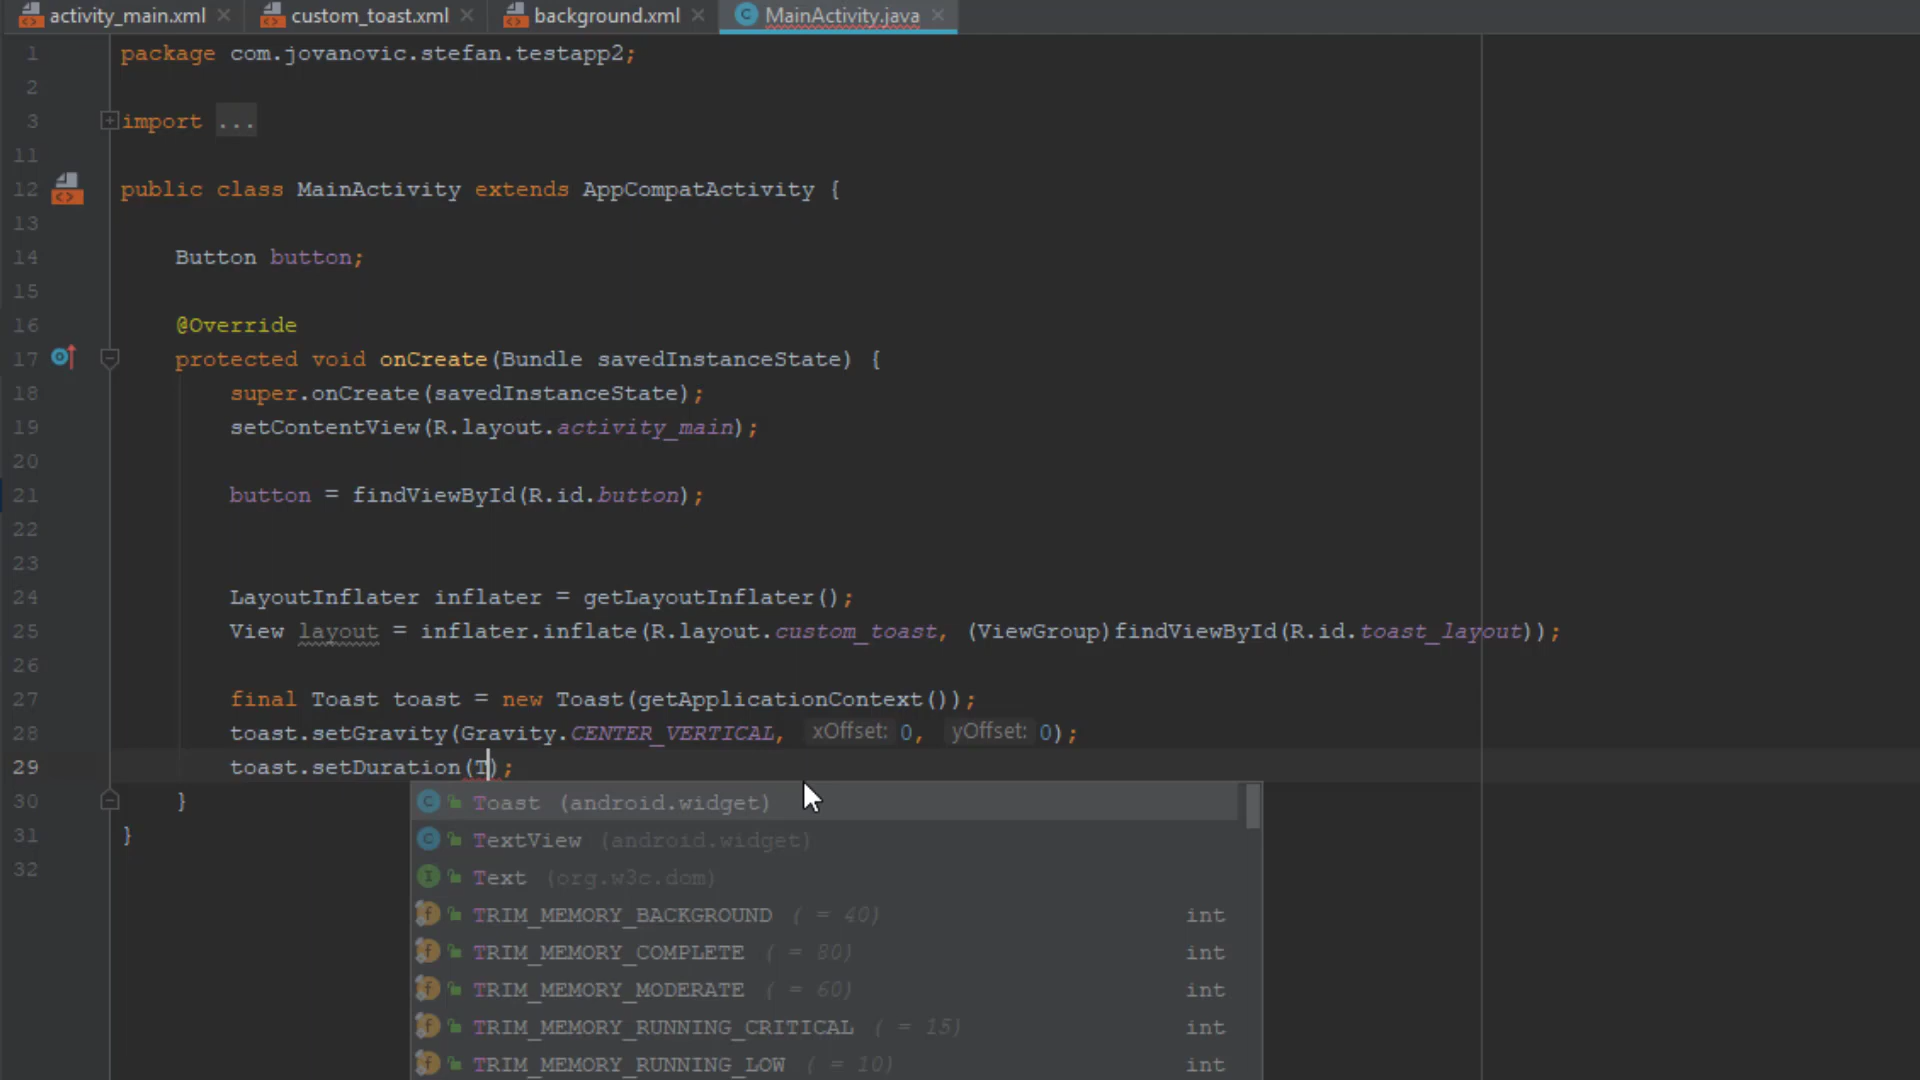 activity_main.xml custom_toast.xml background.xml MainActivity.java
1 package com.jovanovic.stefan.testapp2;
2
3 import ...
11
12 public class MainActivity extends AppCompatActivity {
13
14 Button button;
15
16 @Override
17 protected void onCreate(Bundle savedInstanceState) {
18 super.onCreate(savedInstanceState);
19 setContentView(R.layout.activity_main);
20
21 button = findViewById(R.id.button);
22
23
24 LayoutInflater inflater = getLayoutInflater();
25 View layout = inflater.inflate(R.layout.custom_toast, (ViewGroup)findViewById(R.id.toast_layout));
26
27 final Toast toast = new Toast(getApplicationContext());
28 toast.setGravity(Gravity.CENTER_VERTICAL, xOffset: 0, yOffset: 0);
29 toast.setDuration(T);
30 }
31 }
32
Toast (android.widget)
TextView (android.widget)
Text (org.w3c.dom)
TRIM_MEMORY_BACKGROUND ( = 40) int
TRIM_MEMORY_COMPLETE ( = 80) int
TRIM_MEMORY_MODERATE ( = 60) int
TRIM_MEMORY_RUNNING_CRITICAL ( = 15) int
TRIM_MEMORY_RUNNING_LOW ( = 10) int